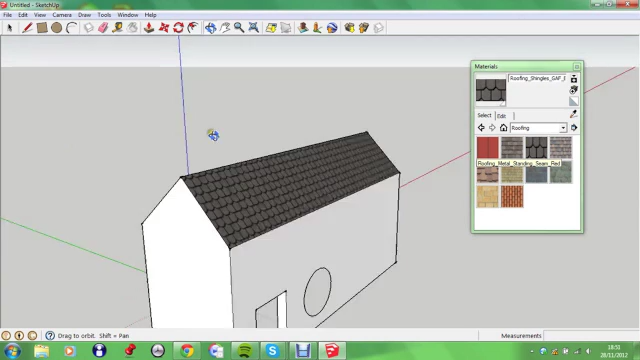 Untitled - SketchUp
File Edit View Camera Draw Tools Window Help
Materials
Roofing_Shingles_GAF_E
Select Edit
Roofing
Roofing_Metal_Standing_Seam_Red
Drag to orbit. Shift = Pan
Measurements
18:31
28/11/2012